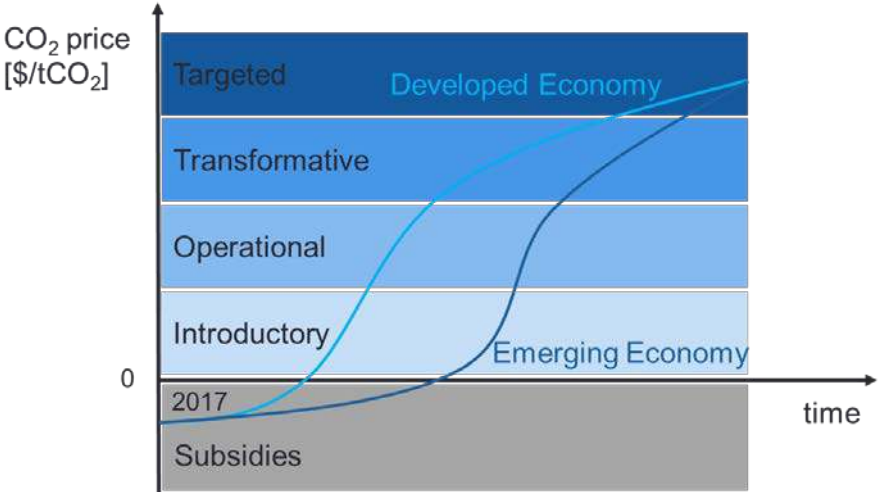 CO₂ price
[$/tCO₂]
Targeted
Developed Economy
Transformative
Operational
Introductory
Emerging Economy
0
2017
time
Subsidies